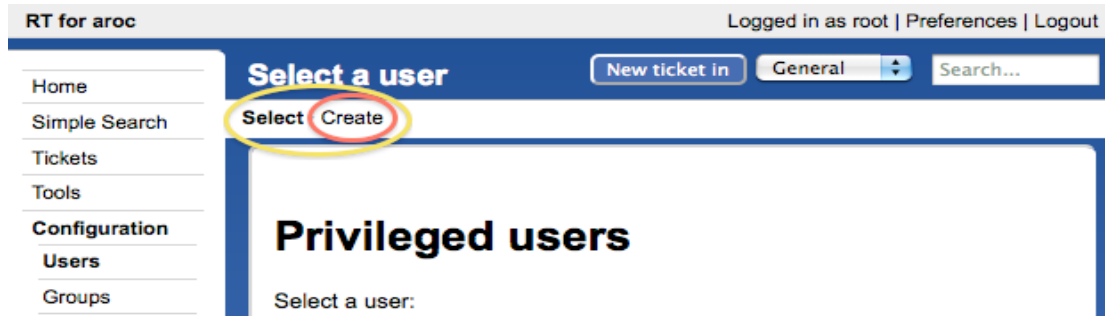 RT for aroc
Logged in as root | Preferences | Logout
Home
Simple Search
Tickets
Tools
Configuration
Users
Groups
Select a user
New ticket in
General
Search...
Select Create
Privileged users
Select a user: